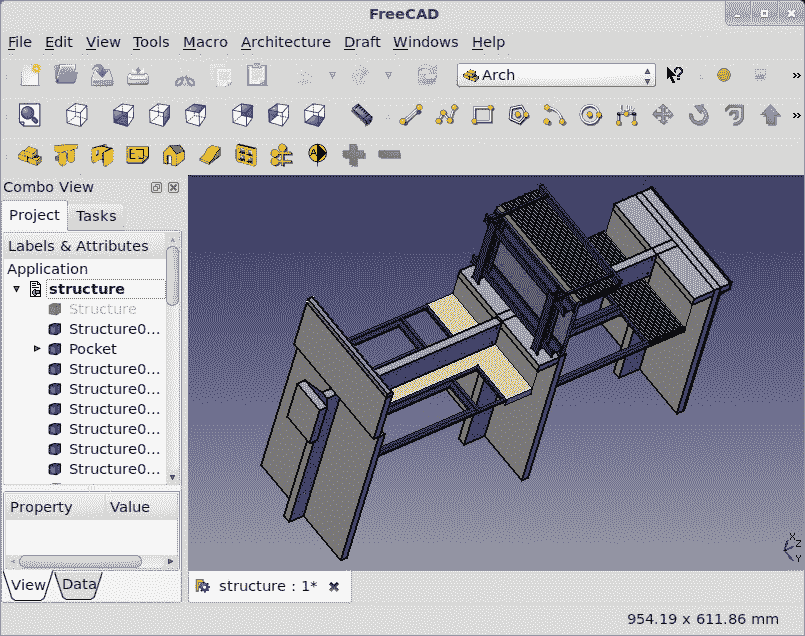 FreeCAD
File Edit View Tools Macro Architecture Draft Windows Help
Arch
»
»
Combo View
Project Tasks
Labels & Attributes
Application
structure
Structure
Structure0...
Pocket
Structure0...
Structure0...
Structure0...
Structure0...
Structure0...
Structure0...
Property Value
View Data
structure : 1*
X
Z
Y
954.19 x 611.86 mm